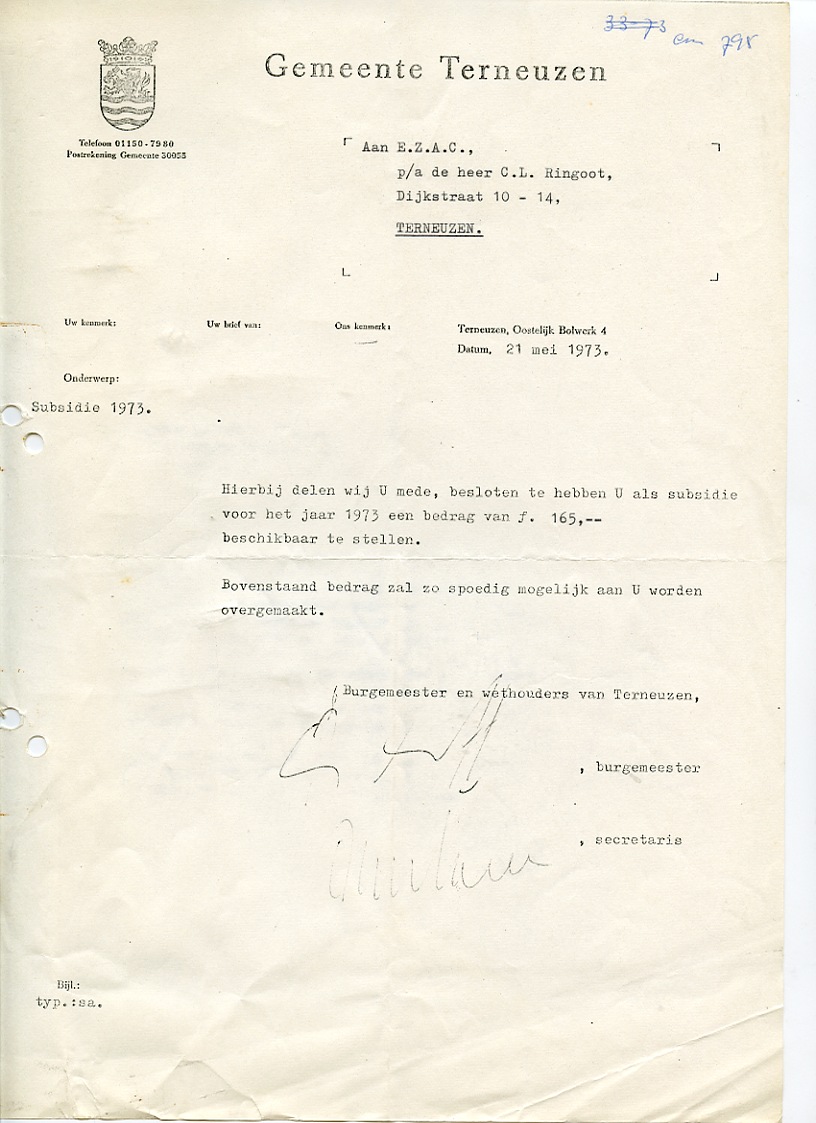 33-73
em 798
Gemeente Terneuzen
Telefoon 01150-7980
Postrekening Gemeente 30055
Aan E.Z.A.C.,
p/a de heer C.L. Ringoot,
Dijkstraat 10 - 14,
TERNEUZEN.
Uw kenmerk: Uw brief van: Ons kenmerk:
Terneuzen, Oostelijk Bolwerk 4
Datum, 21 mei 1973.
Onderwerp:
Subsidie 1973.
Hierbij delen wij U mede, besloten te hebben U als subsidie
voor het jaar 1973 een bedrag van f. 165,--
beschikbaar te stellen.
Bovenstaand bedrag zal zo spoedig mogelijk aan U worden
overgemaakt.
Burgemeester en wethouders van Terneuzen,
, burgemeester
, secretaris
Bijl.:
typ.:sa.